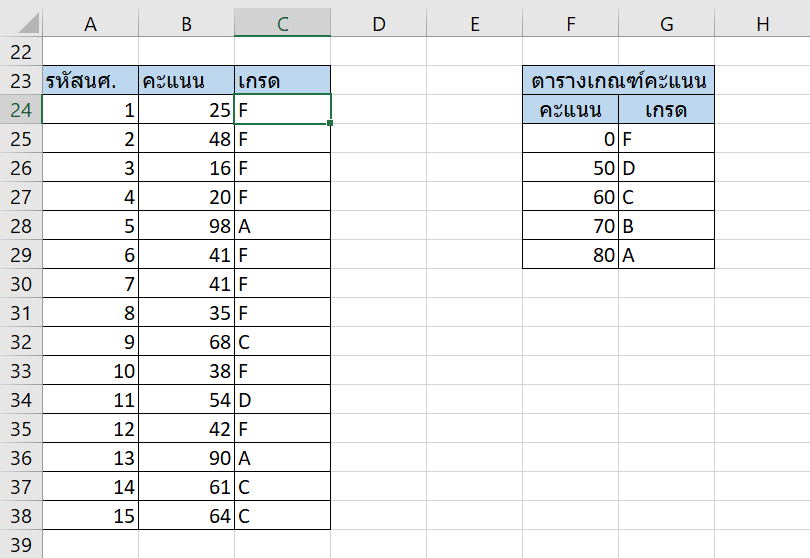 A B C D E F G H
22
23 รหัสนศ. คะแนน เกรด ตารางเกณฑ์คะแนน
24 1 25 F คะแนน เกรด
25 2 48 F 0 F
26 3 16 F 50 D
27 4 20 F 60 C
28 5 98 A 70 B
29 6 41 F 80 A
30 7 41 F
31 8 35 F
32 9 68 C
33 10 38 F
34 11 54 D
35 12 42 F
36 13 90 A
37 14 61 C
38 15 64 C
39